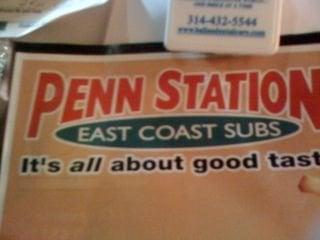 314-432-5544
PENN STATION
EAST COAST SUBS
It's all about good tast